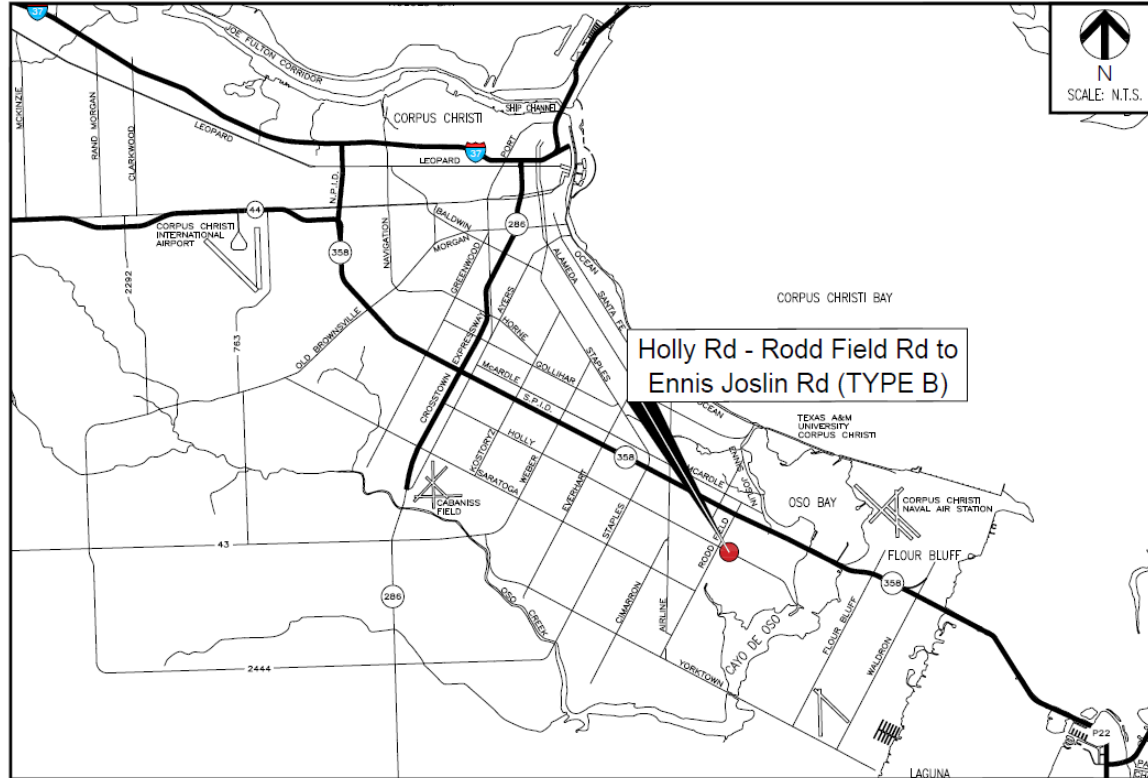 37
JOE FULTON CORRIDOR
N
SCALE: N.T.S.
MCKINZIE
RAND MORGAN
CLARKWOOD
LEOPARD
CORPUS CHRISTI
SHIP CHANNEL
PORT
LEOPARD
37
N.P.I.D.
44
CORPUS CHRISTI
INTERNATIONAL
AIRPORT
358
NAVIGATION
BALDWIN
MORGAN
GREENWOOD
286
ALAMEDA
OCEAN
SANTA FE
2292
763
OLD BROWNSVILLE
EXPRESSWAY
AYERS
HORNE
GOLLIHAR
STAPLES
CORPUS CHRISTI BAY
Holly Rd - Rodd Field Rd to
Ennis Joslin Rd (TYPE B)
McARDLE
S.P.I.D.
CROSSTOWN
OCEAN
TEXAS A&M
UNIVERSITY
CORPUS CHRISTI
KOSTORYZ
HOLLY
WEBER
SARATOGA
EVERHART
358
MCARDLE
ENNIS JOSLIN
OSO BAY
CORPUS CHRISTI
NAVAL AIR STATION
CABANISS
FIELD
STAPLES
RODD FIELD
FLOUR BLUFF
43
286
OSO CREEK
CIMARRON
AIRLINE
CAYO DE OSO
358
FLOUR BLUFF
WALDRON
2444
YORKTOWN
P22
LAGUNA